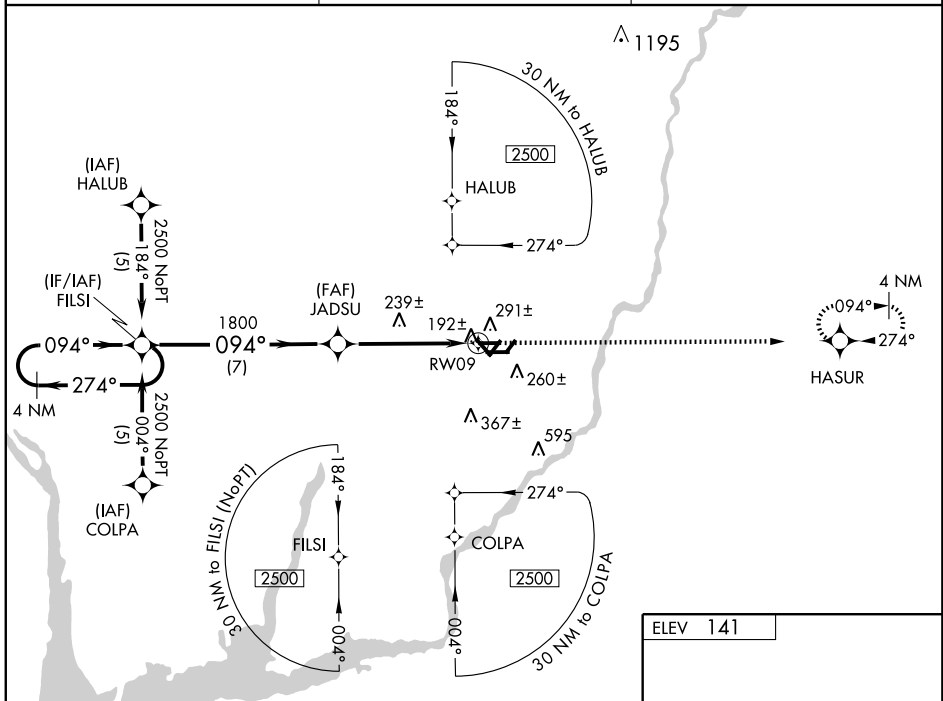 1195
30 NM to HALUB
184°
2500
HALUB
274°
(IAF)
HALUB
2500 NoPT
184°
(5)
(IF/IAF)
FILSI
094°
274°
4 NM
1800
094°
(7)
(FAF)
JADSU
239±
192±
291±
RW09
260±
367±
595
4 NM
094°
274°
HASUR
2500 NoPT
004°
(5)
(IAF)
COLPA
30 NM to FILSI (NoPT)
184°
FILSI
2500
004°
274°
COLPA
2500
004°
30 NM to COLPA
ELEV 141